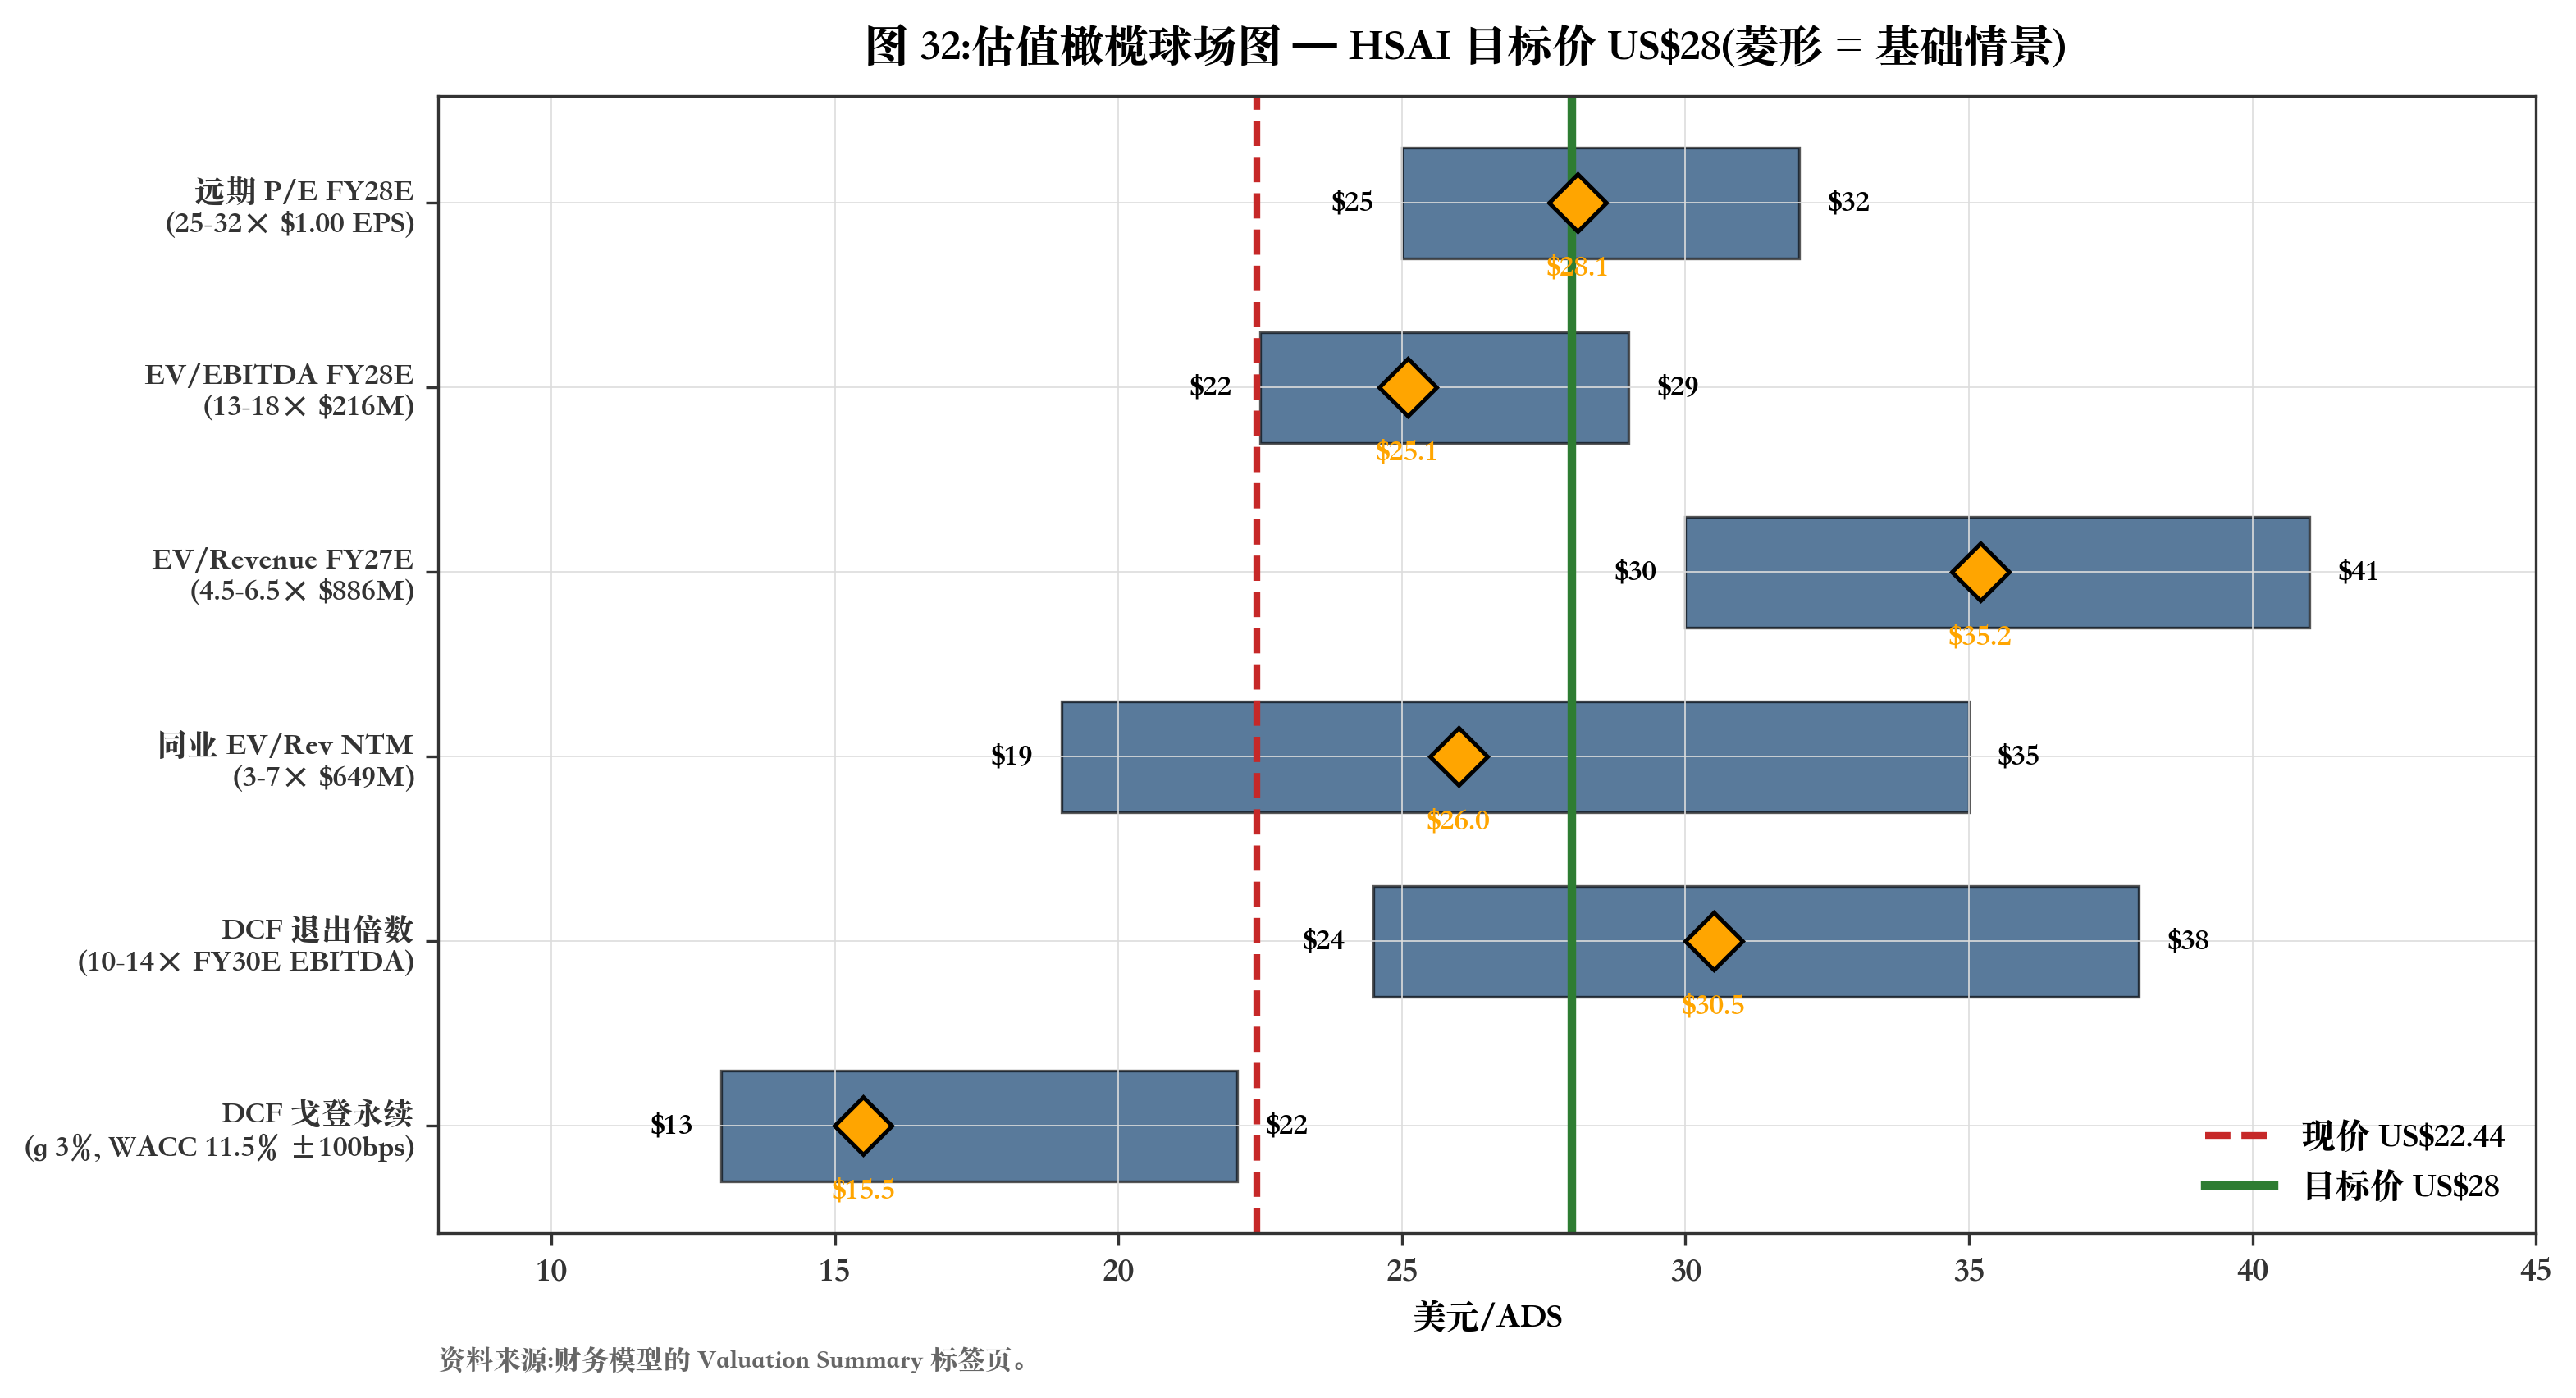 图 32:估值橄榄球场图 — HSAI 目标价 US$28(菱形 = 基础情景)
远期 P/E FY28E
(25-32× $1.00 EPS)
$25
$32
$28.1
EV/EBITDA FY28E
(13-18× $216M)
$22
$29
$25.1
EV/Revenue FY27E
(4.5-6.5× $886M)
$30
$41
$35.2
同业 EV/Rev NTM
(3-7× $649M)
$19
$35
$26.0
DCF 退出倍数
(10-14× FY30E EBITDA)
$24
$38
$30.5
DCF 戈登永续
(g 3%, WACC 11.5% ±100bps)
$13
$22
$15.5
现价 US$22.44
目标价 US$28
10
15
20
25
30
35
40
45
美元/ADS
资料来源:财务模型的 Valuation Summary 标签页。